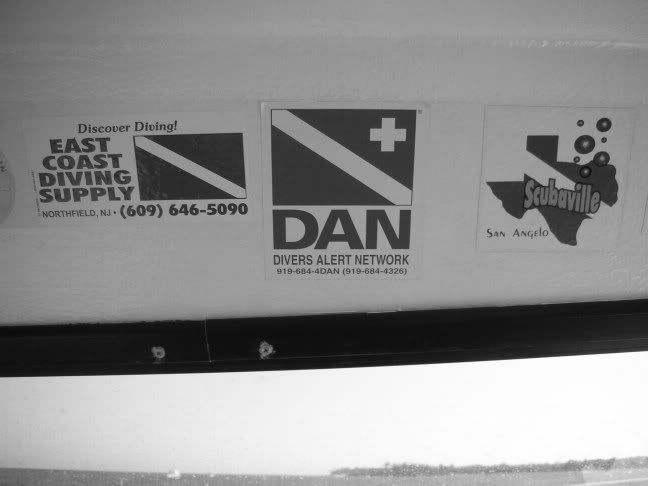 Discover Diving!
EAST
COAST
DIVING
SUPPLY
NORTHFIELD, NJ • (609) 646-5090
®
DAN
DIVERS ALERT NETWORK
919-684-4DAN (919-684-4326)
Scubaville
SAN ANGELO